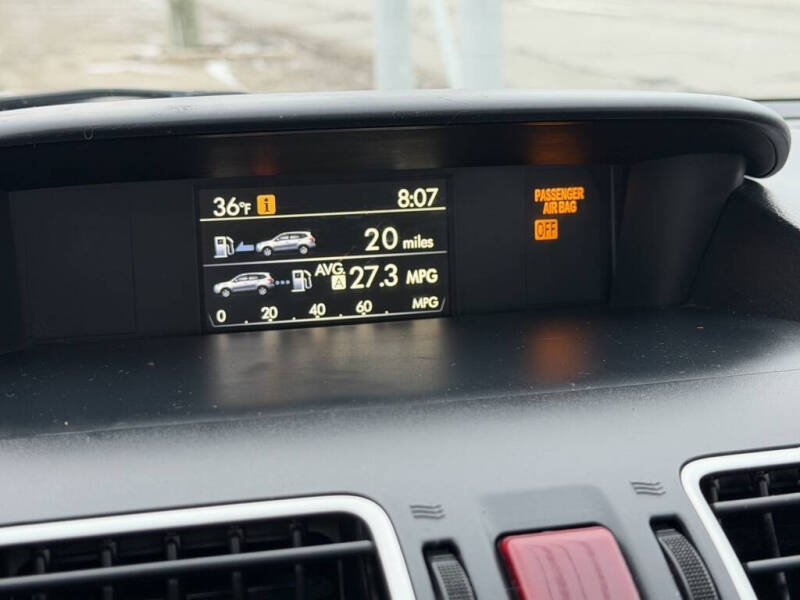 36°F i 8:07
20 miles
AVG. A 27.3 MPG
0 20 40 60 MPG
PASSENGER
AIR BAG
OFF